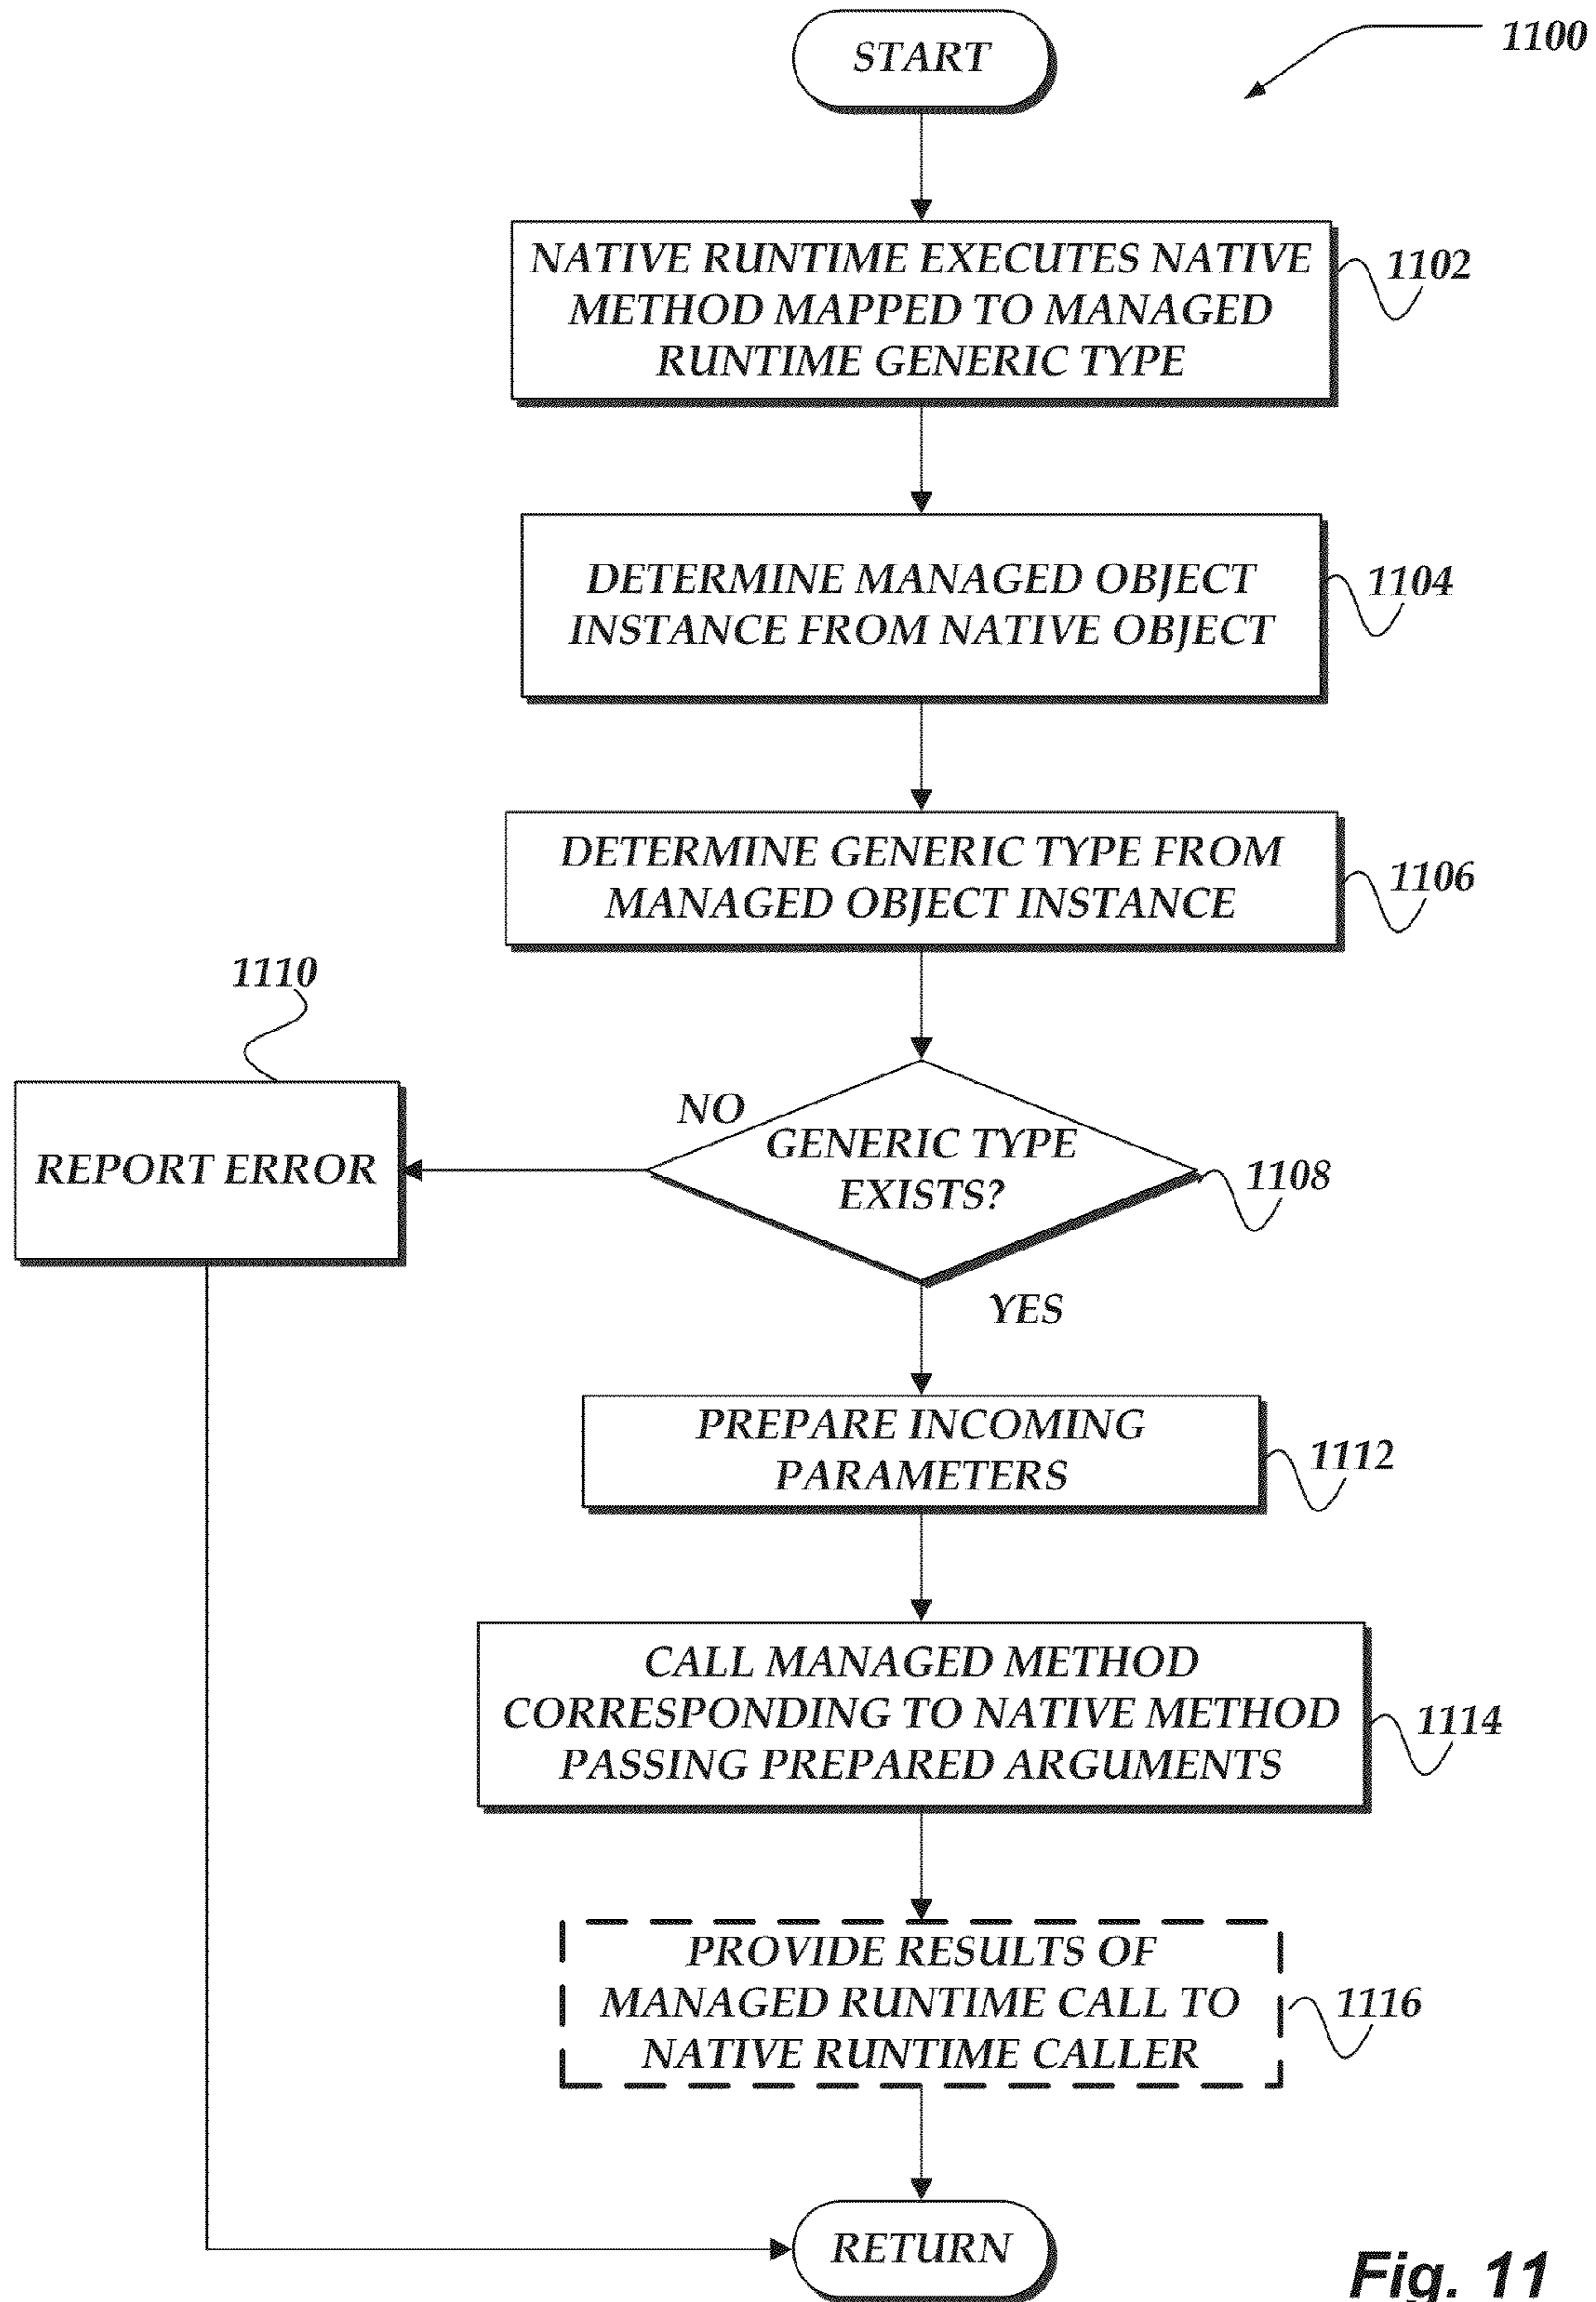 START
1100
NATIVE RUNTIME EXECUTES NATIVE
METHOD MAPPED TO MANAGED
RUNTIME GENERIC TYPE
1102
DETERMINE MANAGED OBJECT
INSTANCE FROM NATIVE OBJECT
1104
DETERMINE GENERIC TYPE FROM
MANAGED OBJECT INSTANCE
1106
1110
REPORT ERROR
NO
GENERIC TYPE
EXISTS?
1108
YES
PREPARE INCOMING
PARAMETERS
1112
CALL MANAGED METHOD
CORRESPONDING TO NATIVE METHOD
PASSING PREPARED ARGUMENTS
1114
PROVIDE RESULTS OF
MANAGED RUNTIME CALL TO
NATIVE RUNTIME CALLER
1116
RETURN
Fig. 11